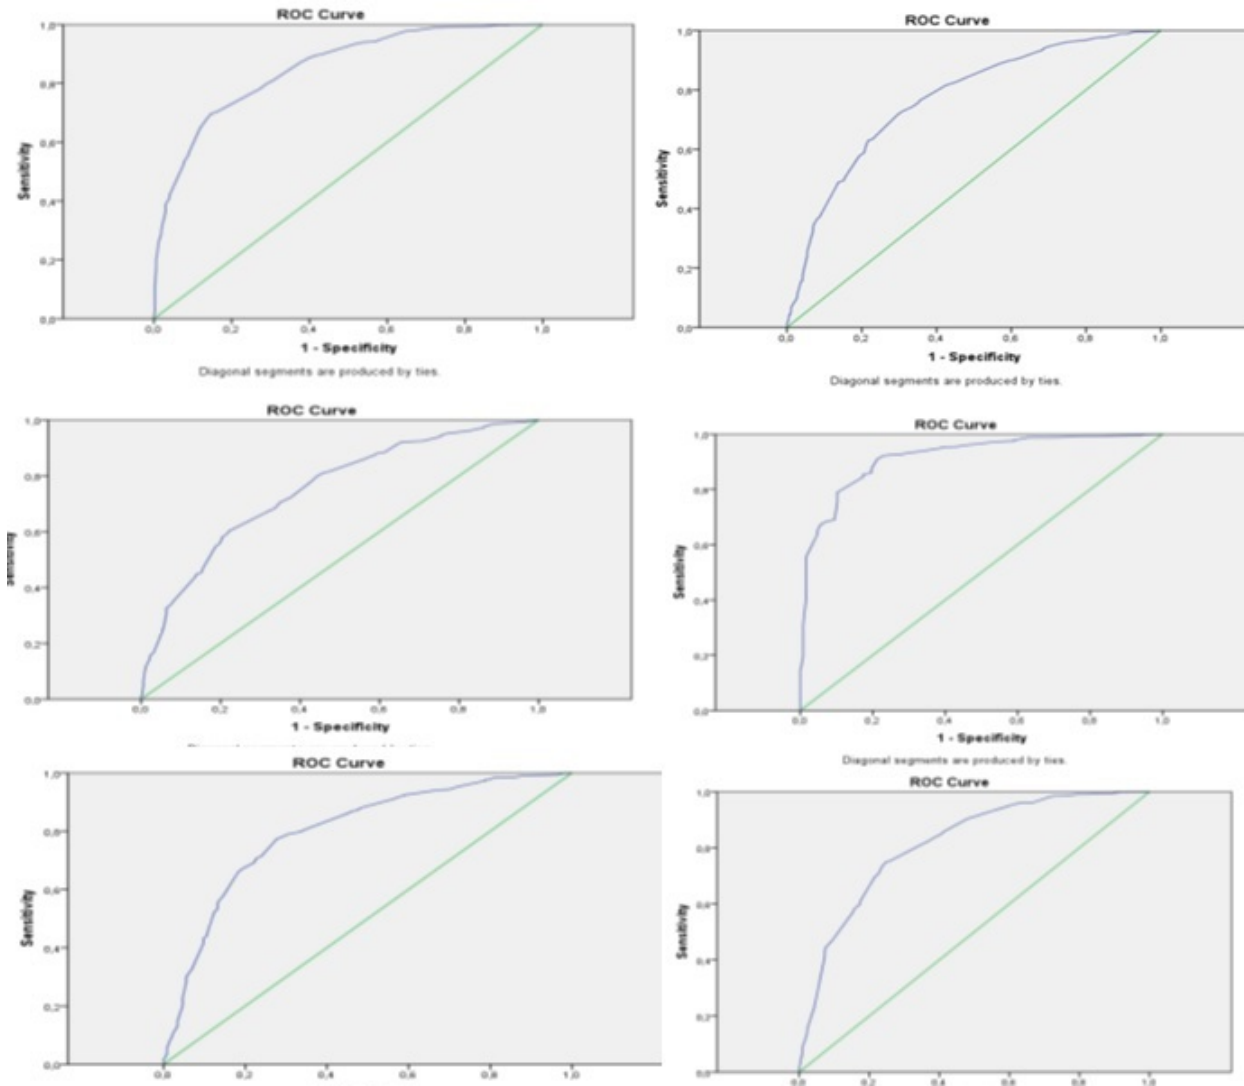 ROC Curve
1,0
0,8
0,6
0,4
0,2
0,0
Sensitivity
0,0 0,2 0,4 0,6 0,8 1,0
1 - Specificity
Diagonal segments are produced by ties.
ROC Curve
1,0
0,8
0,6
0,4
0,2
0,0
Sensitivity
0,0 0,2 0,4 0,6 0,8 1,0
1 - Specificity
Diagonal segments are produced by ties.
ROC Curve
1,0
0,8
0,6
0,4
0,2
0,0
Sensitivity
0,0 0,2 0,4 0,6 0,8 1,0
1 - Specificity
ROC Curve
1,0
0,8
0,6
0,4
0,2
0,0
Sensitivity
0,0 0,2 0,4 0,6 0,8 1,0
1 - Specificity
Diagonal segments are produced by ties.
ROC Curve
1,0
0,8
0,6
0,4
0,2
0,0
Sensitivity
0,0 0,2 0,4 0,6 0,8 1,0
ROC Curve
1,0
0,8
0,6
0,4
0,2
0,0
Sensitivity
0,0 0,2 0,4 0,6 0,8 1,0